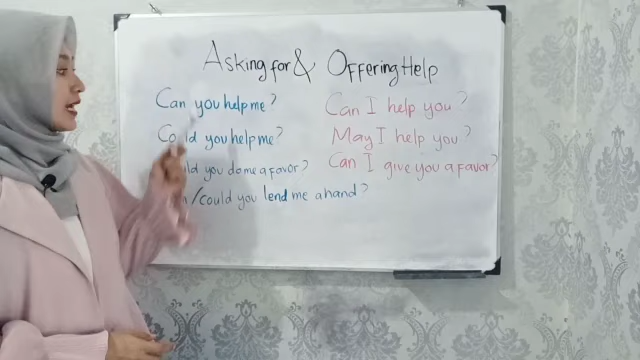 Asking for & Offering Help
Can you help me?
Could you help me?
you do me a favor?
/could you lend me a hand?
Can I help you?
May I help you?
Can I give you a favor?